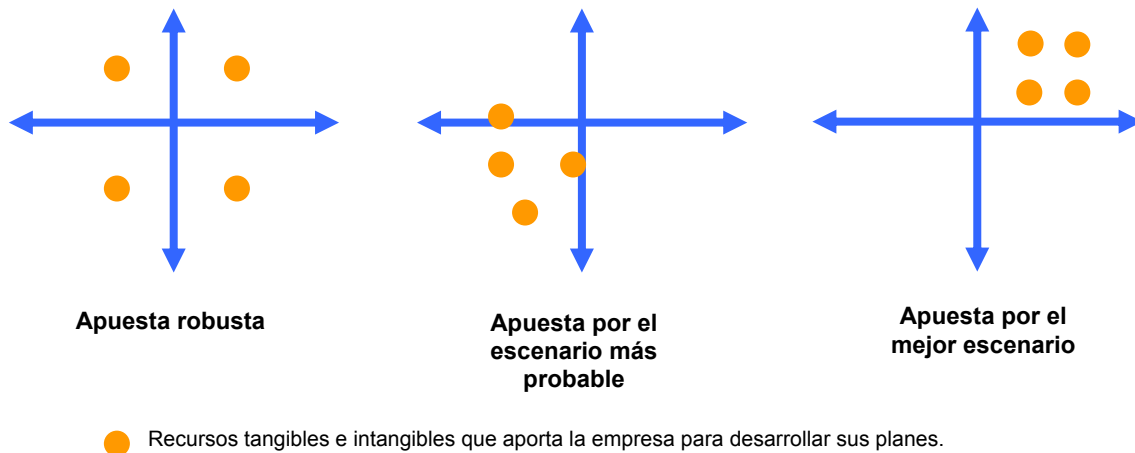 Apuesta robusta
Apuesta por el
escenario más
probable
Apuesta por el
mejor escenario
Recursos tangibles e intangibles que aporta la empresa para desarrollar sus planes.